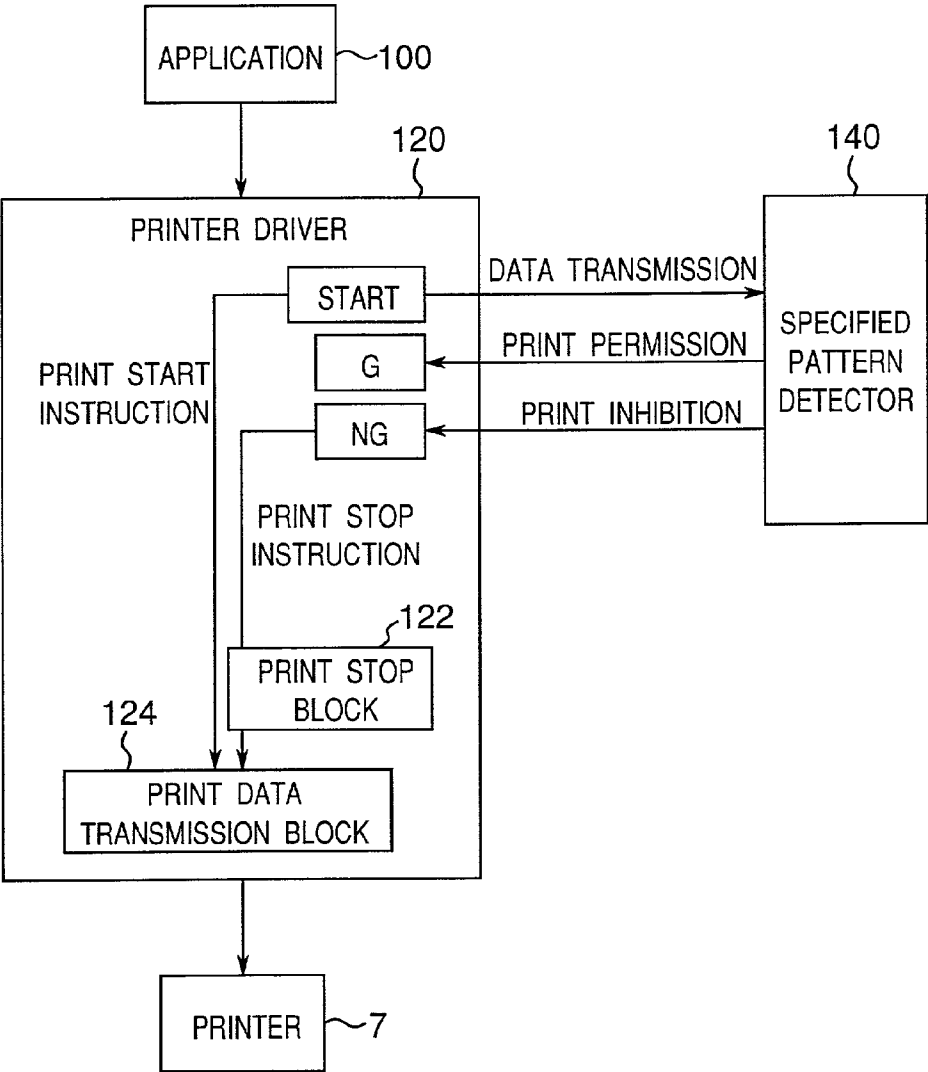 APPLICATION
100
120
140
PRINTER DRIVER
DATA TRANSMISSION
START
PRINT PERMISSION
G
SPECIFIED
PATTERN
DETECTOR
PRINT START
INSTRUCTION
PRINT INHIBITION
NG
PRINT STOP
INSTRUCTION
122
PRINT STOP
BLOCK
124
PRINT DATA
TRANSMISSION BLOCK
PRINTER
7